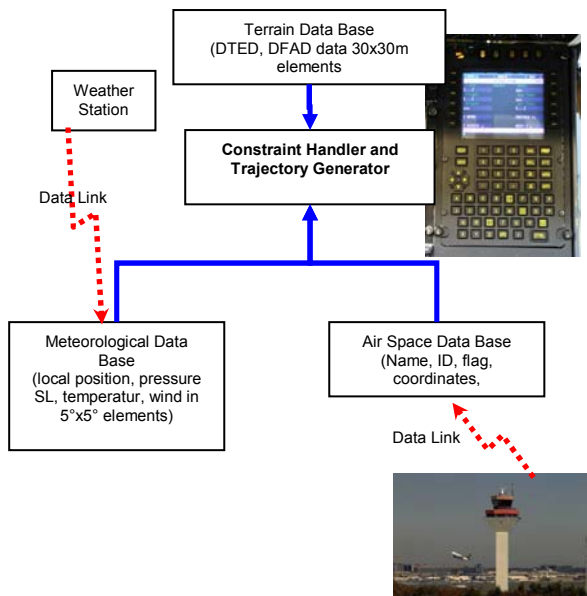 Terrain Data Base
(DTED, DFAD data 30x30m
elements
Weather
Station
Constraint Handler and
Trajectory Generator
Data Link
Meteorological Data
Base
(local position, pressure
SL, temperatur, wind in
5°x5° elements)
Air Space Data Base
(Name, ID, flag,
coordinates,
Data Link